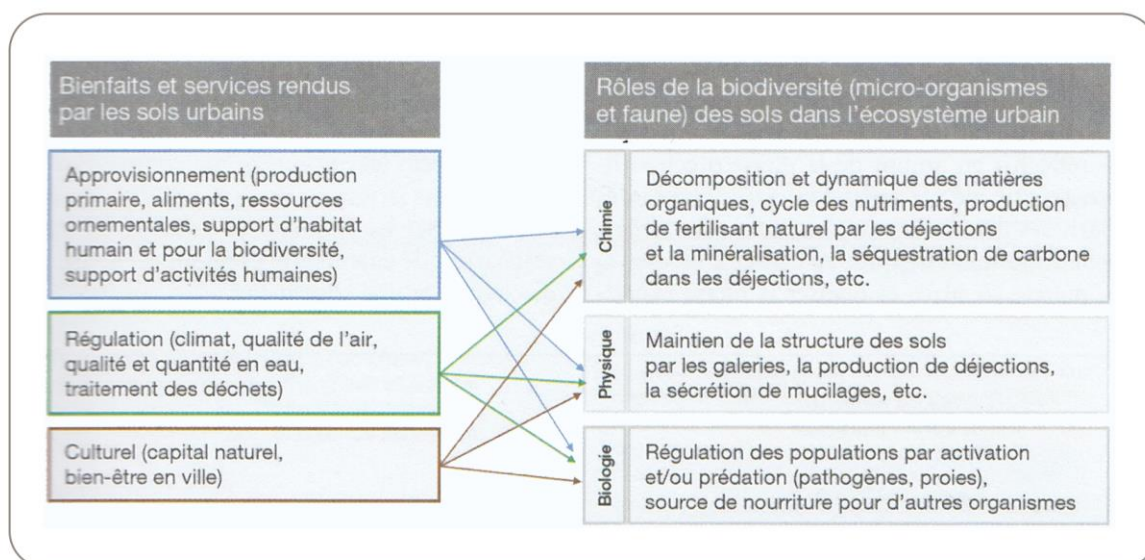 Bienfaits et services rendus
par les sols urbains
Approvisionnement (production
primaire, aliments, ressources
ornementales, support d'habitat
humain et pour la biodiversité,
support d'activités humaines)
Régulation (climat, qualité de l'air,
qualité et quantité en eau,
traitement des déchets)
Culturel (capital naturel,
bien-être en ville)
Rôles de la biodiversité (micro-organismes
et faune) des sols dans l'écosystème urbain
Chimie
Décomposition et dynamique des matières
organiques, cycle des nutriments, production
de fertilisant naturel par les déjections
et la minéralisation, la séquestration de carbone
dans les déjections, etc.
Physique
Maintien de la structure des sols
par les galeries, la production de déjections,
la sécrétion de mucilages, etc.
Biologie
Régulation des populations par activation
et/ou prédation (pathogènes, proies),
source de nourriture pour d'autres organismes